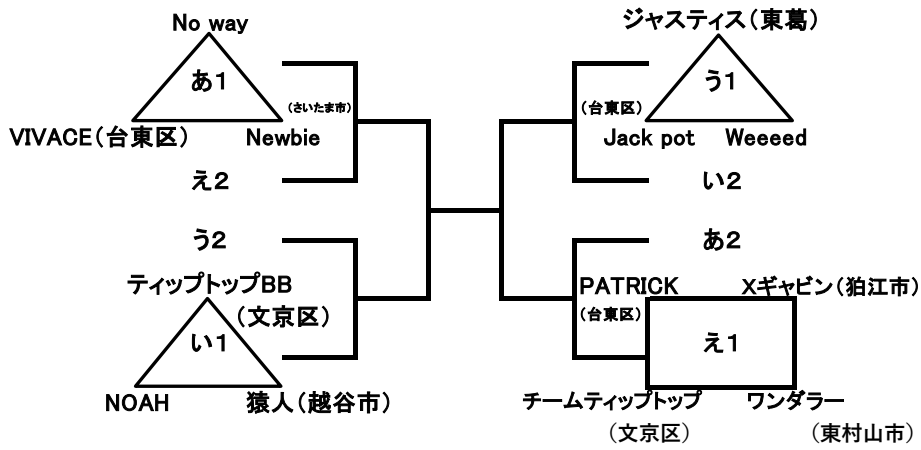 No way
ジャスティス(東葛)
あ1
(さいたま市)
う1
(台東区)
VIVACE(台東区)
Newbie
Jack pot
Weeeed
え2
い2
う2
あ2
ティップトップBB
(文京区)
い1
PATRICK
(台東区)
Xギャビン(狛江市)
え1
NOAH
猿人(越谷市)
チームティップトップ
(文京区)
ワンダラー
(東村山市)